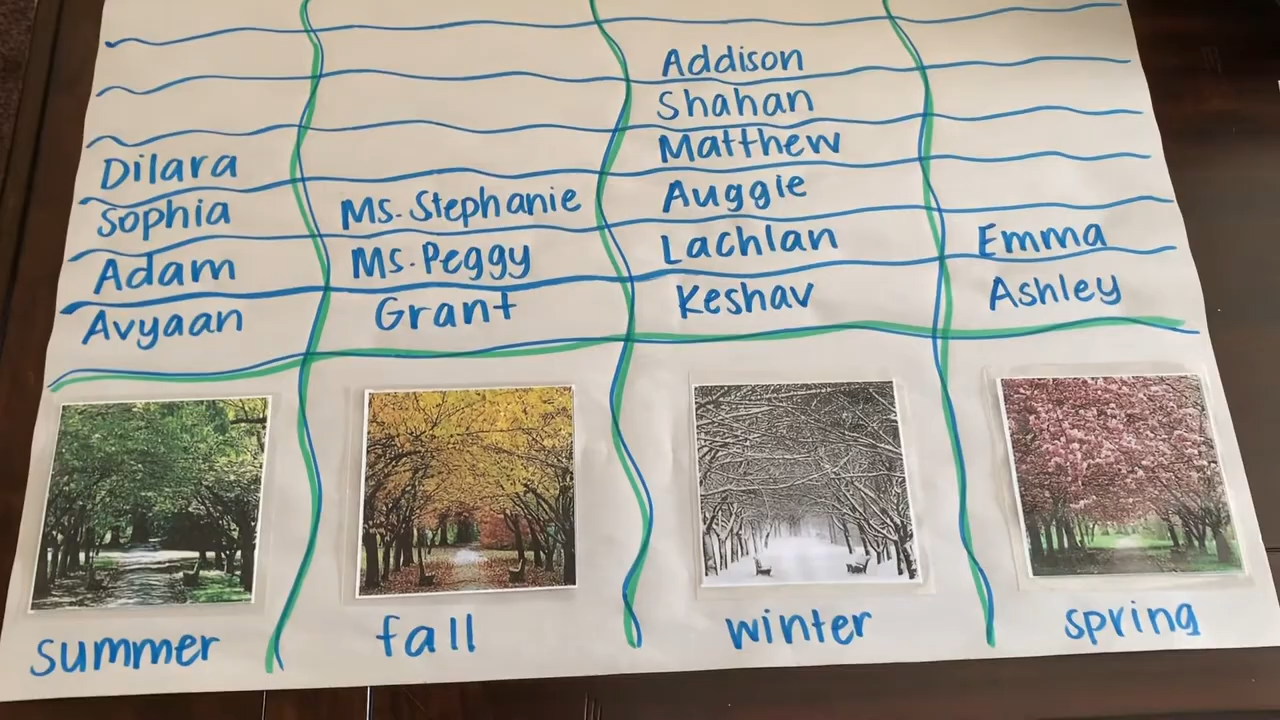 Addison
Shahan
Matthew
Dilara
Auggie
Sophia Ms. Stephanie
Lachlan Emma
Adam Ms. Peggy
Keshav Ashley
Avyaan Grant
summer fall winter spring